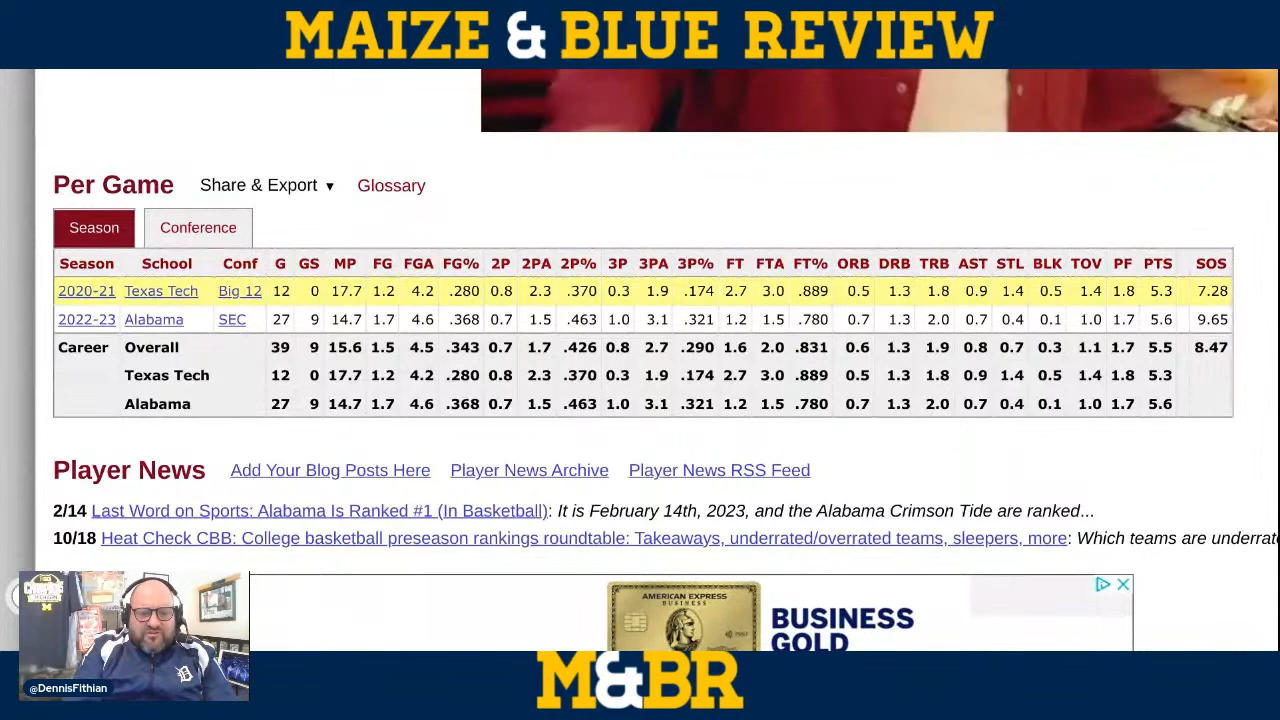 MAIZE & BLUE REVIEW
Per Game Share & Export ▼ Glossary
Season Conference
Season School Conf G GS MP FG FGA FG% 2P 2PA 2P% 3P 3PA 3P% FT FTA FT% ORB DRB TRB AST STL BLK TOV PF PTS SOS
2020-21 Texas Tech Big 12 12 0 17.7 1.2 4.2 .280 0.8 2.3 .370 0.3 1.9 .174 2.7 3.0 .889 0.5 1.3 1.8 0.9 1.4 0.5 1.4 1.8 5.3 7.28
2022-23 Alabama SEC 27 9 14.7 1.7 4.6 .368 0.7 1.5 .463 1.0 3.1 .321 1.2 1.5 .780 0.7 1.3 2.0 0.7 0.4 0.1 1.0 1.7 5.6 9.65
Career Overall 39 9 15.6 1.5 4.5 .343 0.7 1.7 .426 0.8 2.7 .290 1.6 2.0 .831 0.6 1.3 1.9 0.8 0.7 0.3 1.1 1.7 5.5 8.47
Texas Tech 12 0 17.7 1.2 4.2 .280 0.8 2.3 .370 0.3 1.9 .174 2.7 3.0 .889 0.5 1.3 1.8 0.9 1.4 0.5 1.4 1.8 5.3
Alabama 27 9 14.7 1.7 4.6 .368 0.7 1.5 .463 1.0 3.1 .321 1.2 1.5 .780 0.7 1.3 2.0 0.7 0.4 0.1 1.0 1.7 5.6
Player News Add Your Blog Posts Here Player News Archive Player News RSS Feed
2/14 Last Word on Sports: Alabama Is Ranked #1 (In Basketball): It is February 14th, 2023, and the Alabama Crimson Tide are ranked...
10/18 Heat Check CBB: College basketball preseason rankings roundtable: Takeaways, underrated/overrated teams, sleepers, more: Which teams are underrat
AMERICAN EXPRESS
BUSINESS
BUSINESS
GOLD
@DennisFithian
M&BR